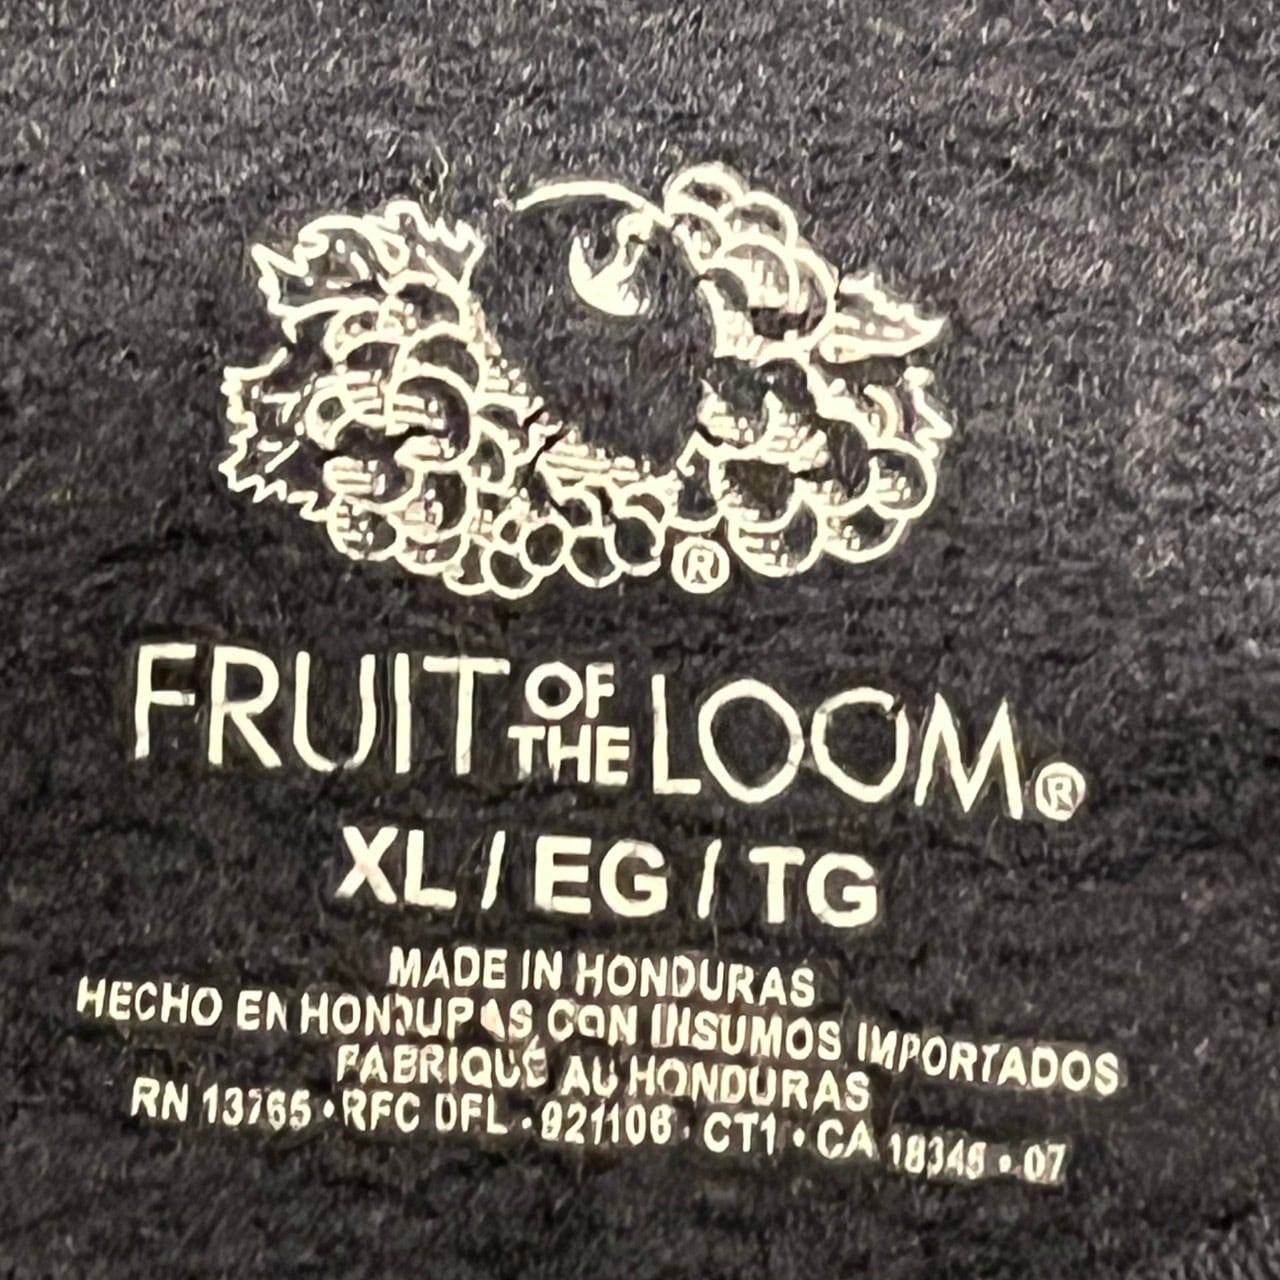 ®
FRUIT OF THE LOOM®
XL / EG / TG
MADE IN HONDURAS
HECHO EN HONDURAS CON INSUMOS IMPORTADOS
FABRIQUÉ AU HONDURAS
RN 13765 • RFC DFL - 921106 • CT1 • CA 18346 • 07